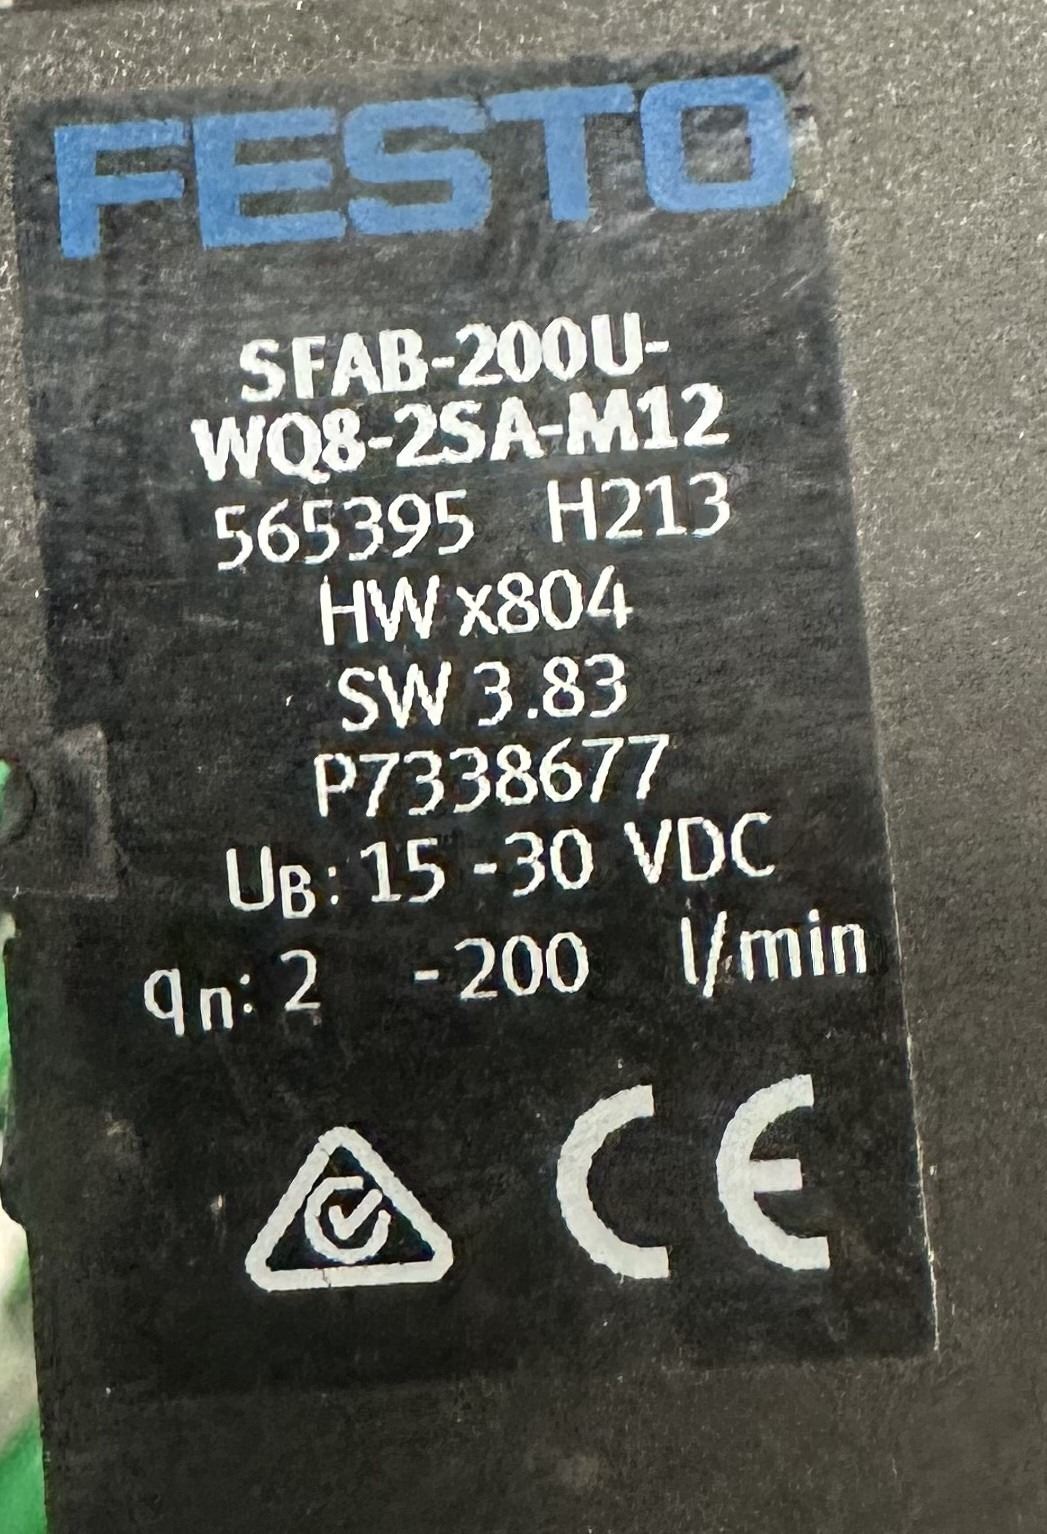 FESTO
SFAB-200U-
WQ8-2SA-M12
565395 H213
HW x804
SW 3.83
P7338677
UB: 15 -30 VDC
qn: 2 -200 l/min
CE